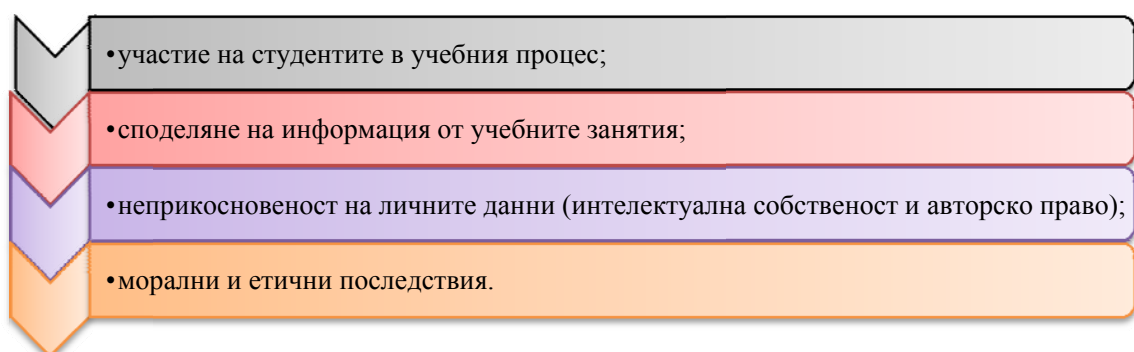 •участие на студентите в учебния процес;
•споделяне на информация от учебните занятия;
•неприкосновеност на личните данни (интелектуална собственост и авторско право);
•морални и етични последствия.